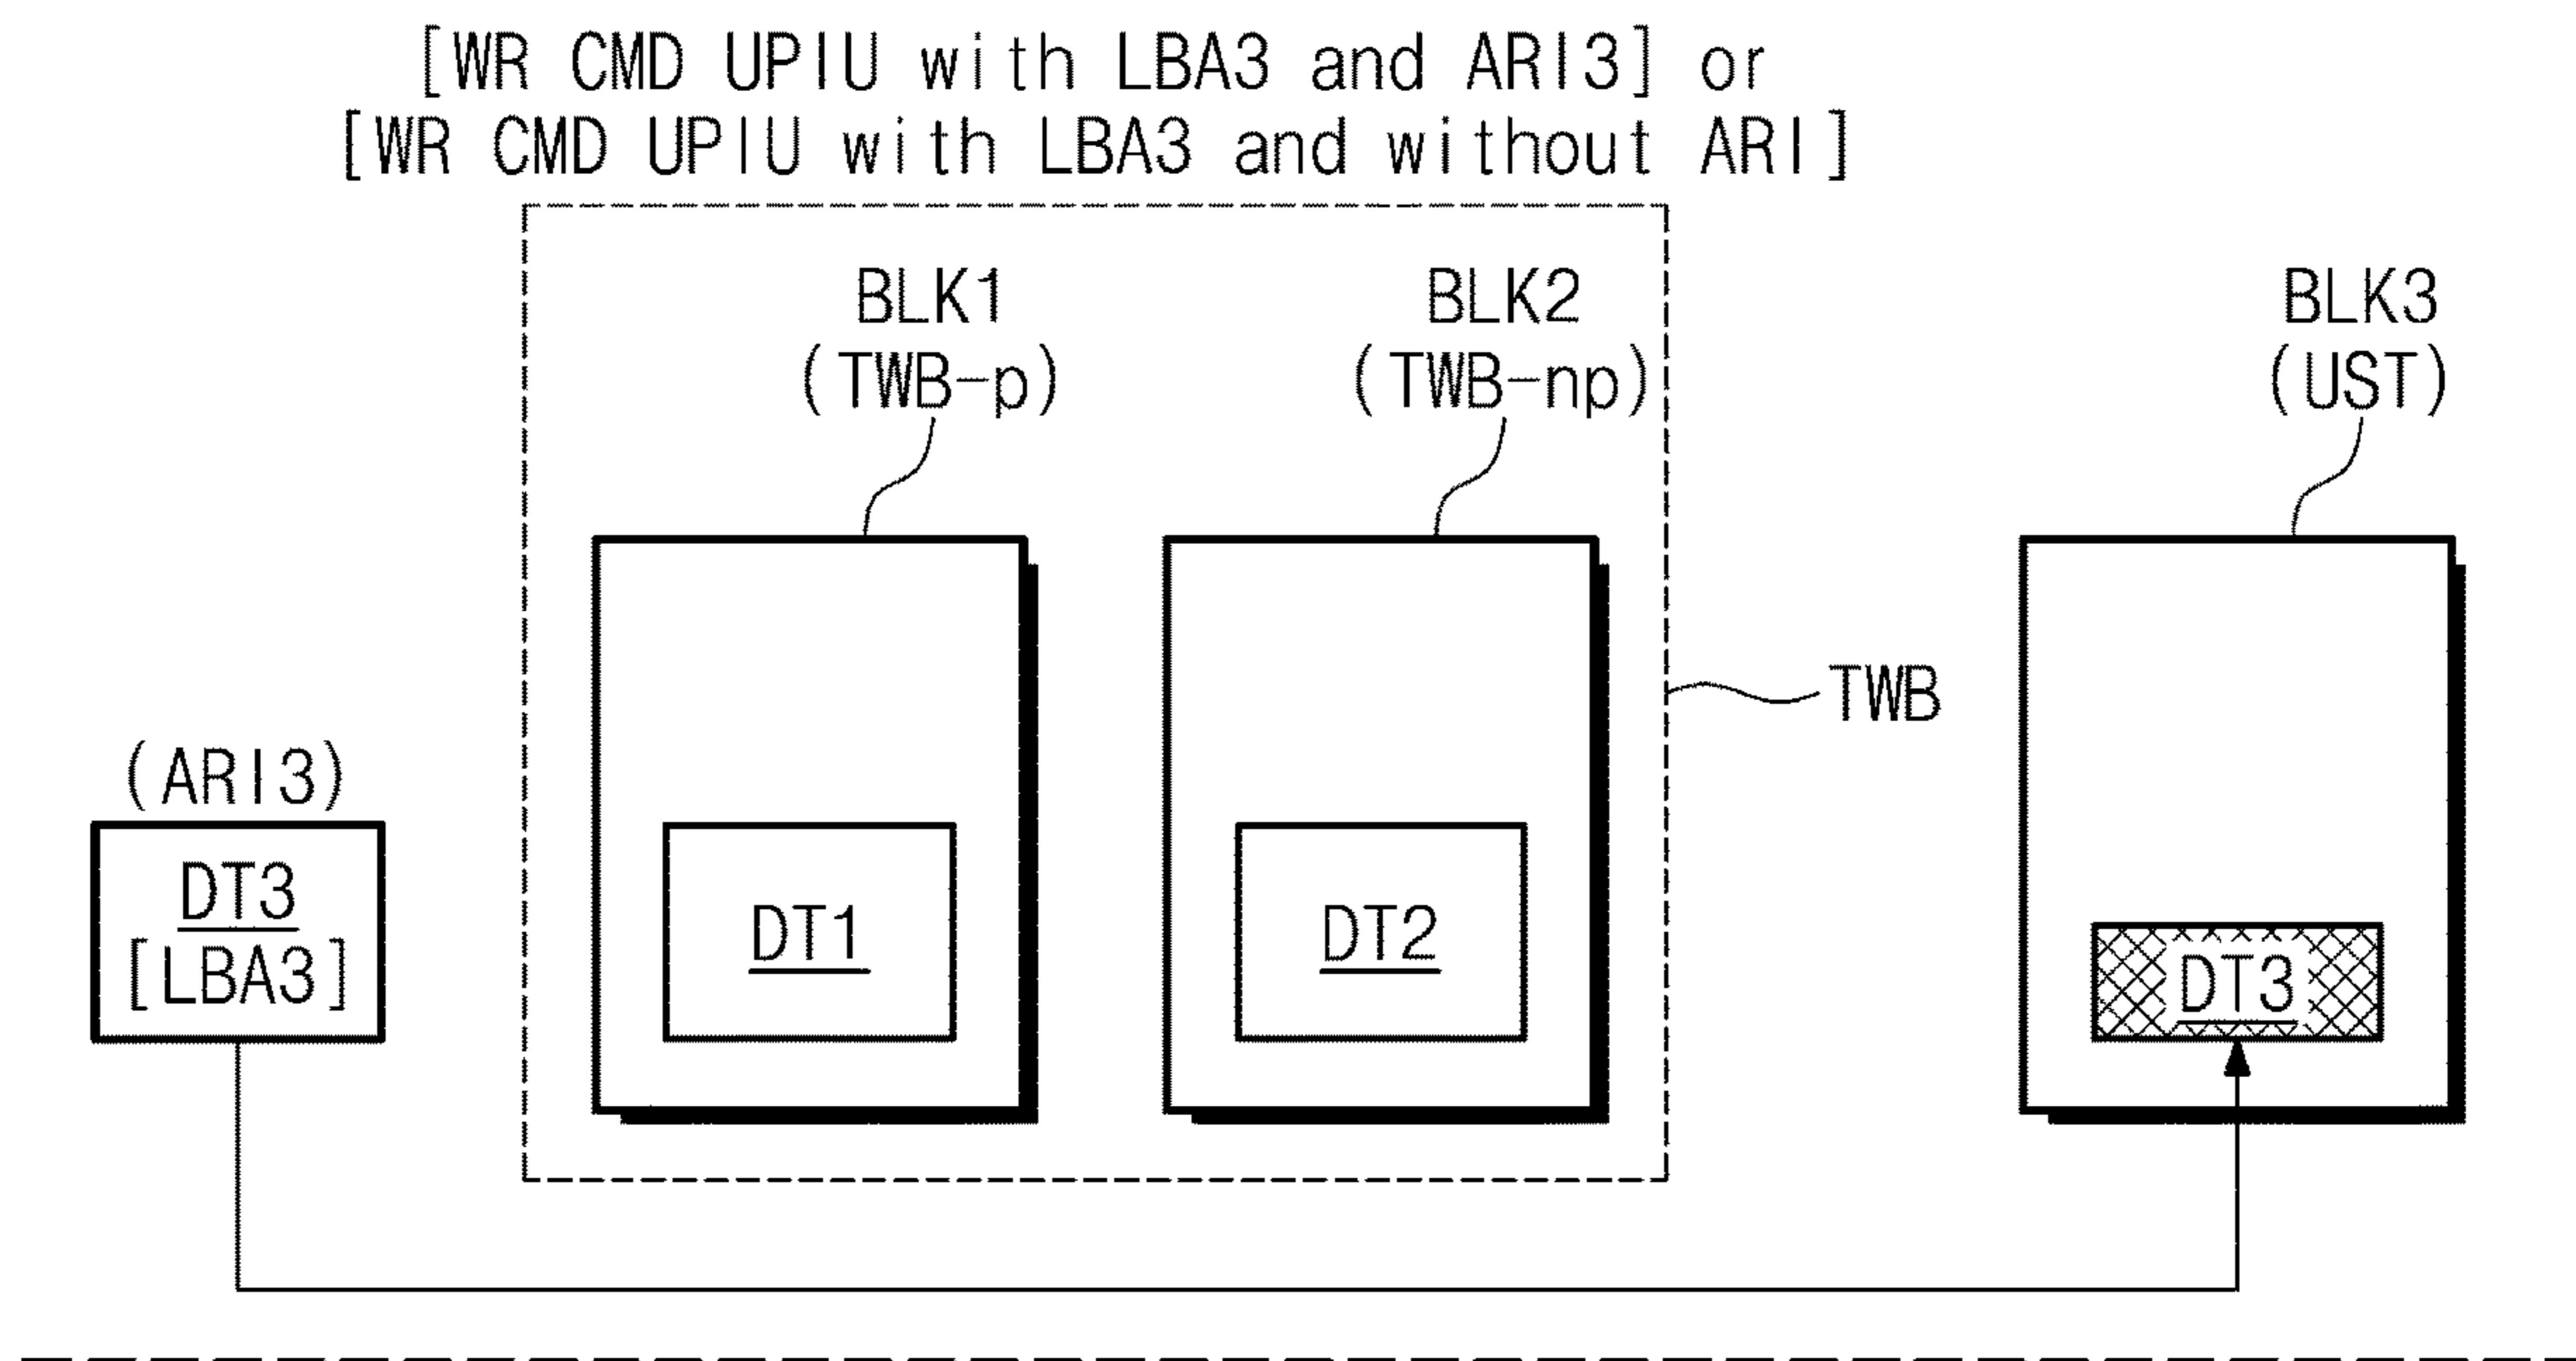 [WR CMD UPIU with LBA3 and ARI3] or
[WR CMD UPIU with LBA3 and without ARI]
BLK1
(TWB-p)
BLK2
(TWB-np)
BLK3
(UST)
TWB
(ARI3)
DT3
[LBA3]
DT1
DT2
DT3